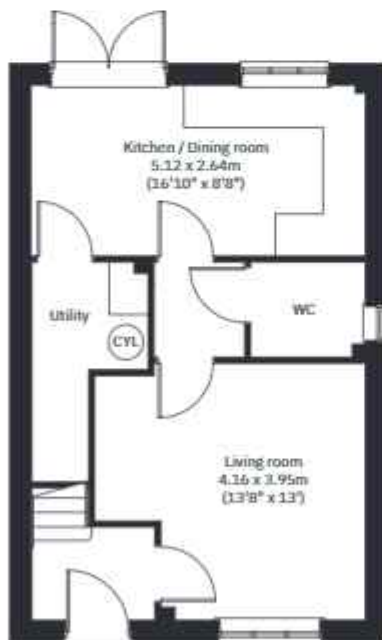 Kitchen / Dining room
5.12 x 2.64m
(16'10" x 8'8")
Utility
WC
CYL
Living room
4.16 x 3.95m
(13'8" x 13')